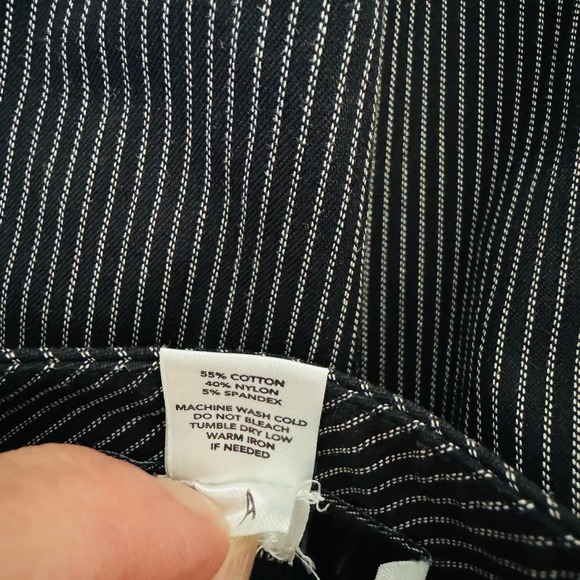 55% COTTON
40% NYLON
5% SPANDEX
MACHINE WASH COLD
DO NOT BLEACH
TUMBLE DRY LOW
WARM IRON
IF NEEDED
A